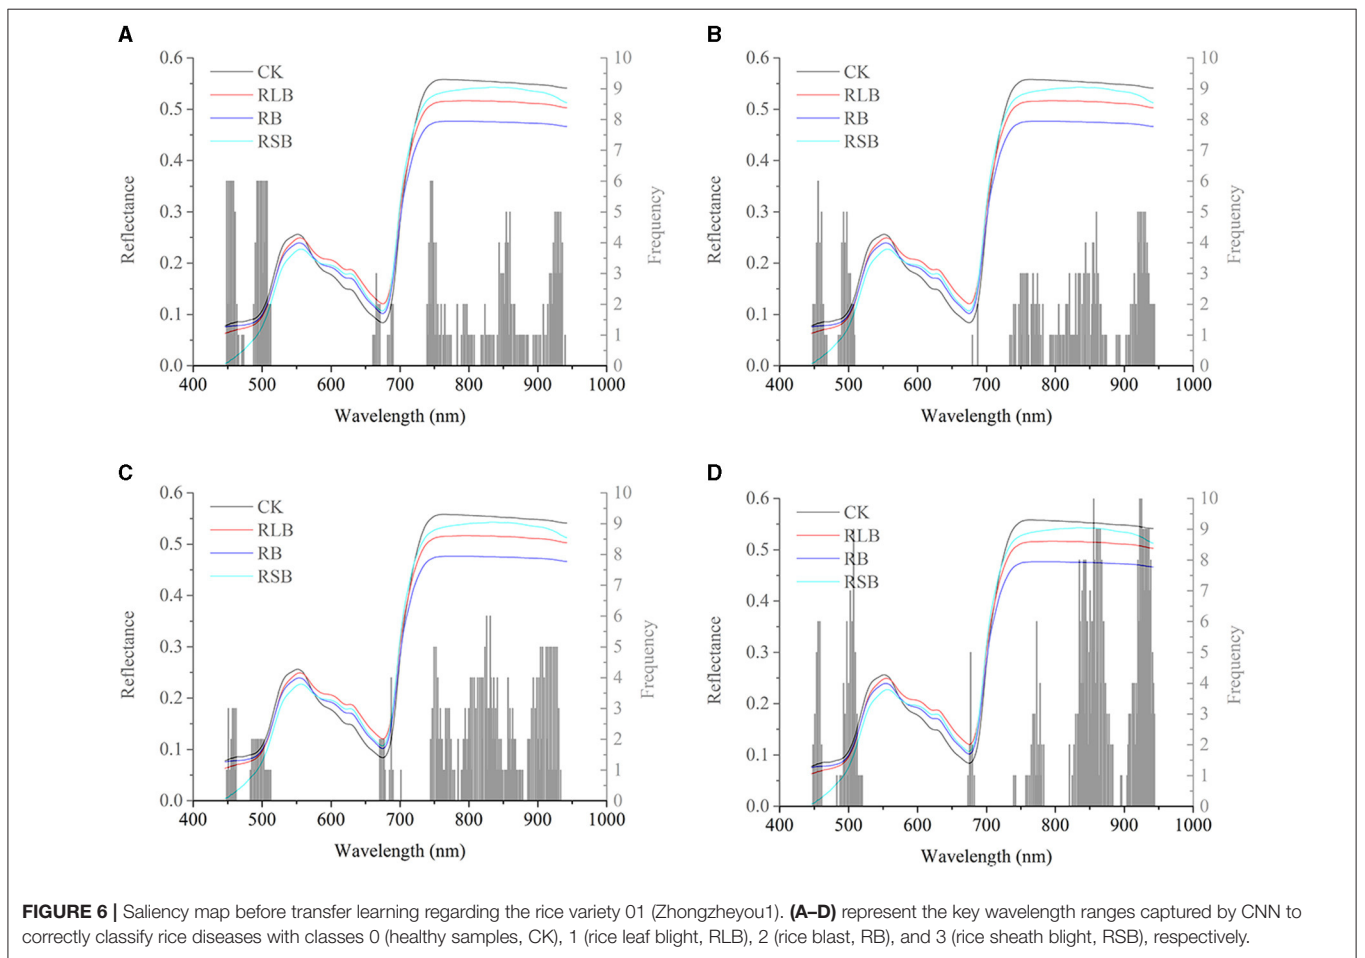 A
0.6
0.5
0.4
0.3
0.2
0.1
0.0
Reflectance
CK
RLB
RB
RSB
10
9
8
7
6
5
4
3
2
1
0
Frequency
400 500 600 700 800 900 1000
Wavelength (nm)
B
0.6
0.5
0.4
0.3
0.2
0.1
0.0
Reflectance
CK
RLB
RB
RSB
10
9
8
7
6
5
4
3
2
1
0
Frequency
400 500 600 700 800 900 1000
Wavelength (nm)
C
0.6
0.5
0.4
0.3
0.2
0.1
0.0
Reflectance
CK
RLB
RB
RSB
10
9
8
7
6
5
4
3
2
1
0
Frequency
400 500 600 700 800 900 1000
Wavelength (nm)
D
0.6
0.5
0.4
0.3
0.2
0.1
0.0
Reflectance
CK
RLB
RB
RSB
10
9
8
7
6
5
4
3
2
1
0
Frequency
400 500 600 700 800 900 1000
Wavelength (nm)
FIGURE 6 | Saliency map before transfer learning regarding the rice variety 01 (Zhongzheyou1). (A–D) represent the key wavelength ranges captured by CNN to
correctly classify rice diseases with classes 0 (healthy samples, CK), 1 (rice leaf blight, RLB), 2 (rice blast, RB), and 3 (rice sheath blight, RSB), respectively.